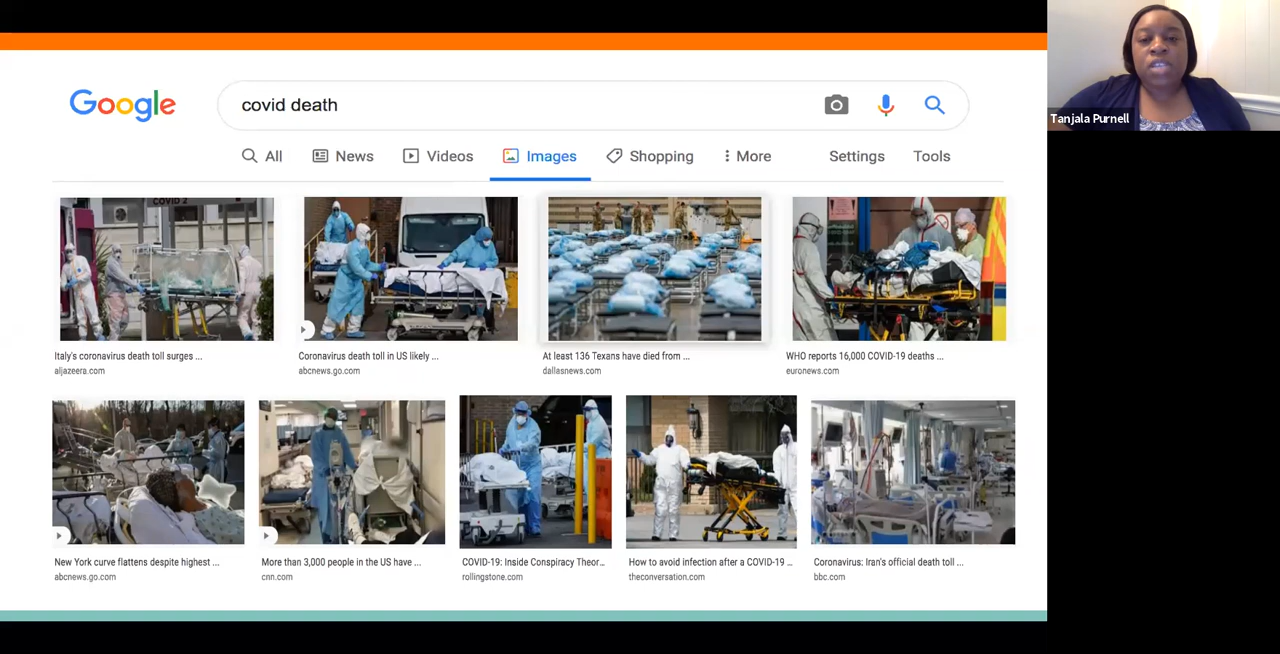 Google
covid death
All News Videos Images Shopping More Settings Tools
Tanjala Purnell
COVID 2
Italy's coronavirus death toll surges ...
aljazeera.com
Coronavirus death toll in US likely ...
abcnews.go.com
At least 136 Texans have died from ...
dallasnews.com
WHO reports 16,000 COVID-19 deaths ...
euronews.com
New York curve flattens despite highest ...
abcnews.go.com
More than 3,000 people in the US have ...
cnn.com
COVID-19: Inside Conspiracy Theor...
rollingstone.com
How to avoid infection after a COVID-19 ...
theconversation.com
Coronavirus: Iran's official death toll ...
bbc.com